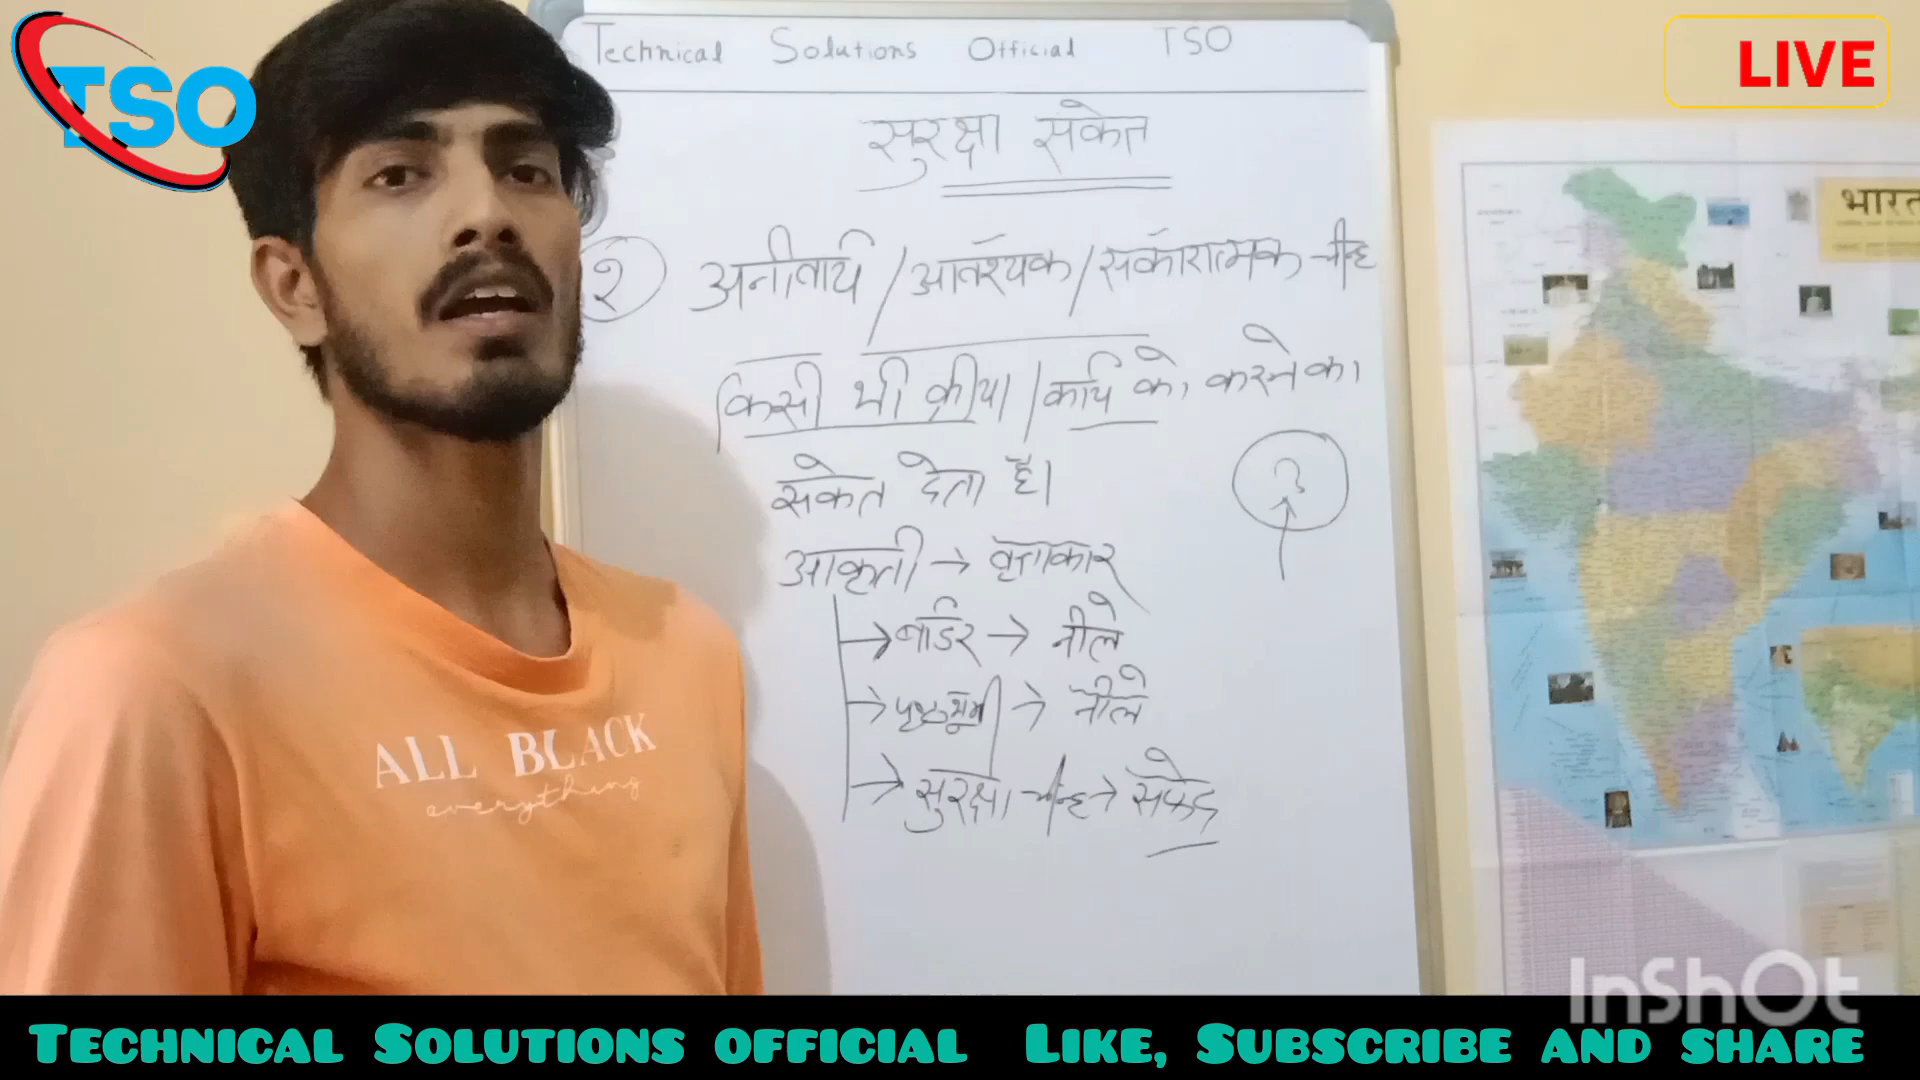 TSO
LIVE
Technical Solutions Official TSO
सुरक्षा संकेत
भारत
२ अनीवार्य / आवश्यक / सकारात्मक चीन्ह
किसी भी क्रीया / कार्य को करने का
संकेत देता है।
आकृती → वृत्ताकार
→ बार्डर → नीले
→ पृष्ठभूमी → नीले
→ सुरक्षा चीन्ह → सफेद
ALL BLACK
everything
InShOt
TECHNICAL SOLUTIONS OFFICIAL LIKE, SUBSCRIBE AND SHARE